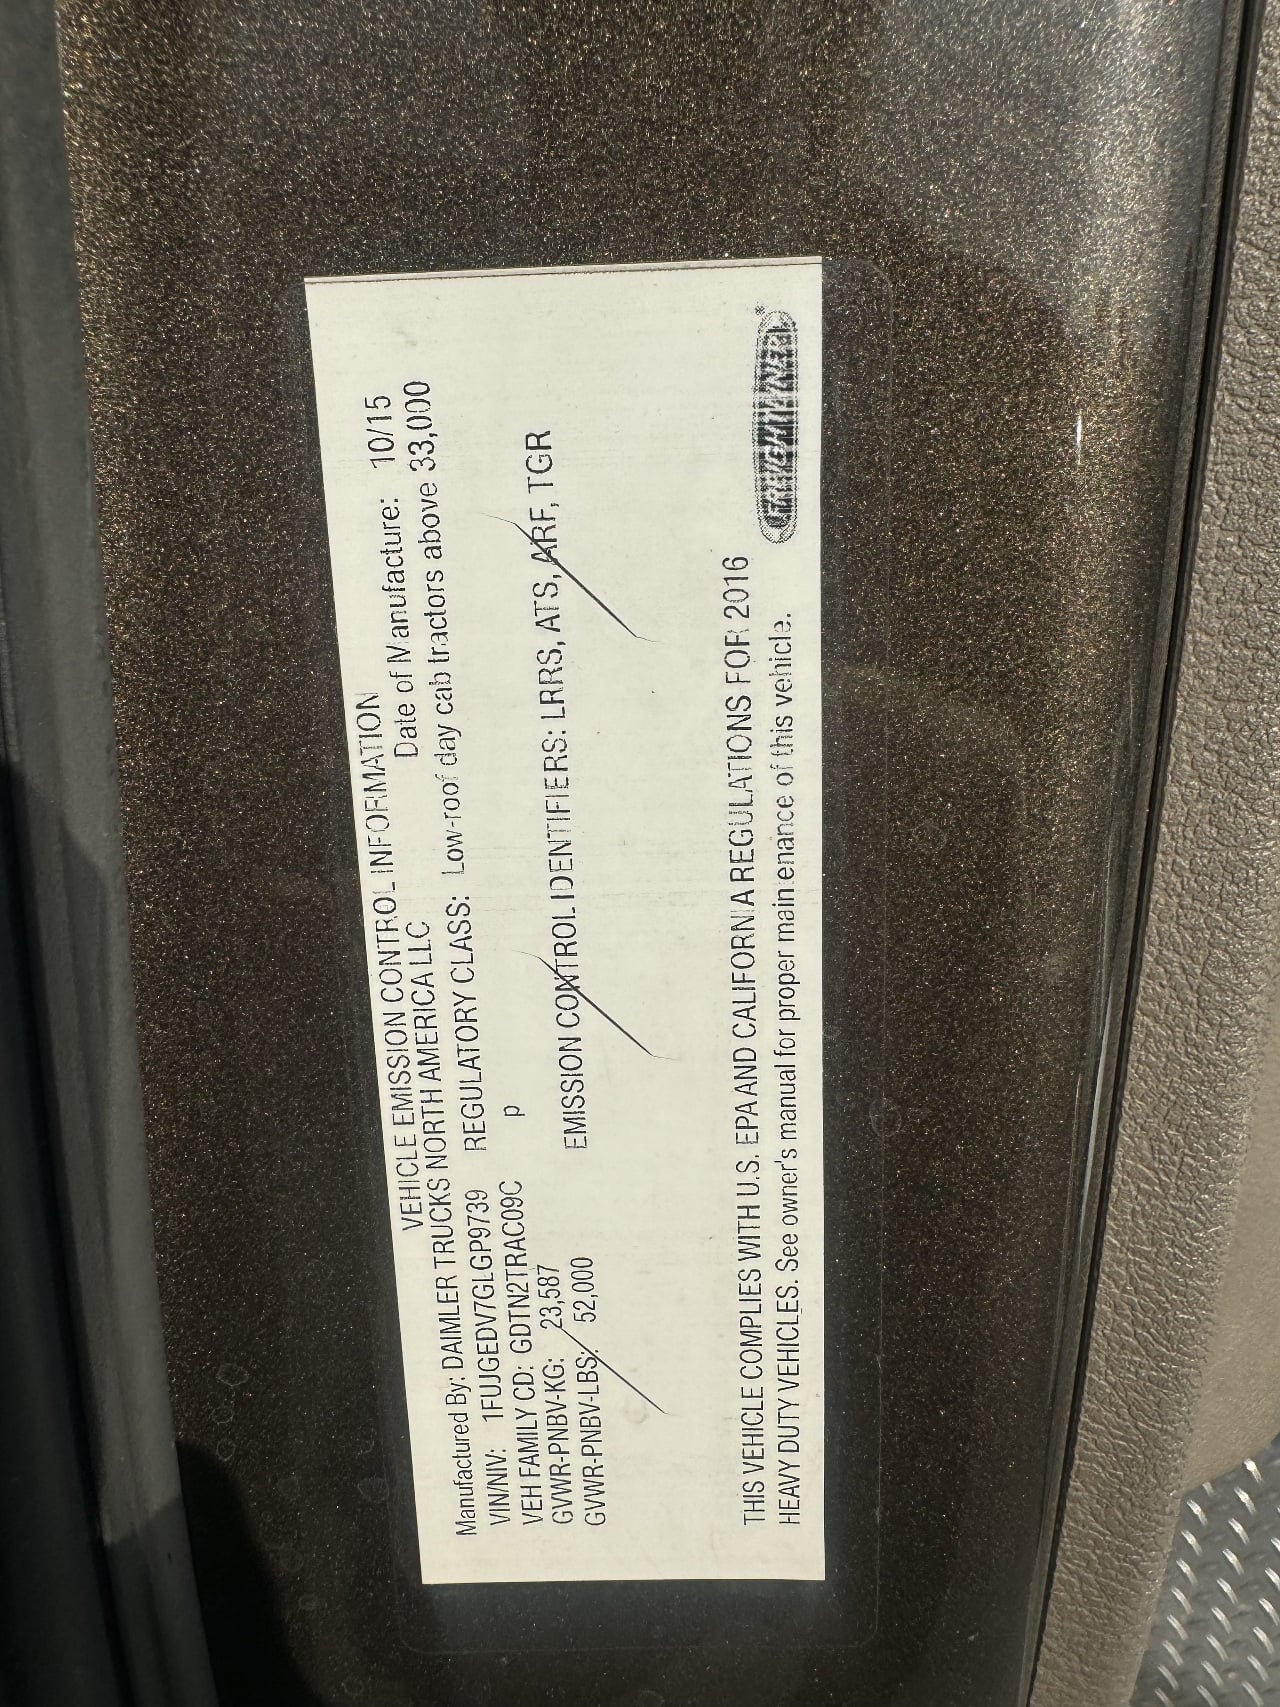 VEHICLE EMISSION CONTROL INFORMATION
Manufactured By: DAIMLER TRUCKS NORTH AMERICA LLC Date of Manufacture: 10/15
VIN/NIV: 1FUJGEDV7GLGP9739 REGULATORY CLASS: Low-roof day cab tractors above 33,000
VEH FAMILY CD: GDTN2TRAC09C p
GVWR-PNBV-KG: 23,587
GVWR-PNBV-LBS: 52,000 EMISSION CONTROL IDENTIFIERS: LRRS, ATS, ARF, TGR
THIS VEHICLE COMPLIES WITH U.S. EPA AND CALIFORNIA REGULATIONS FOR 2016
HEAVY DUTY VEHICLES. See owner's manual for proper maintenance of this vehicle.
FREIGHTLINER